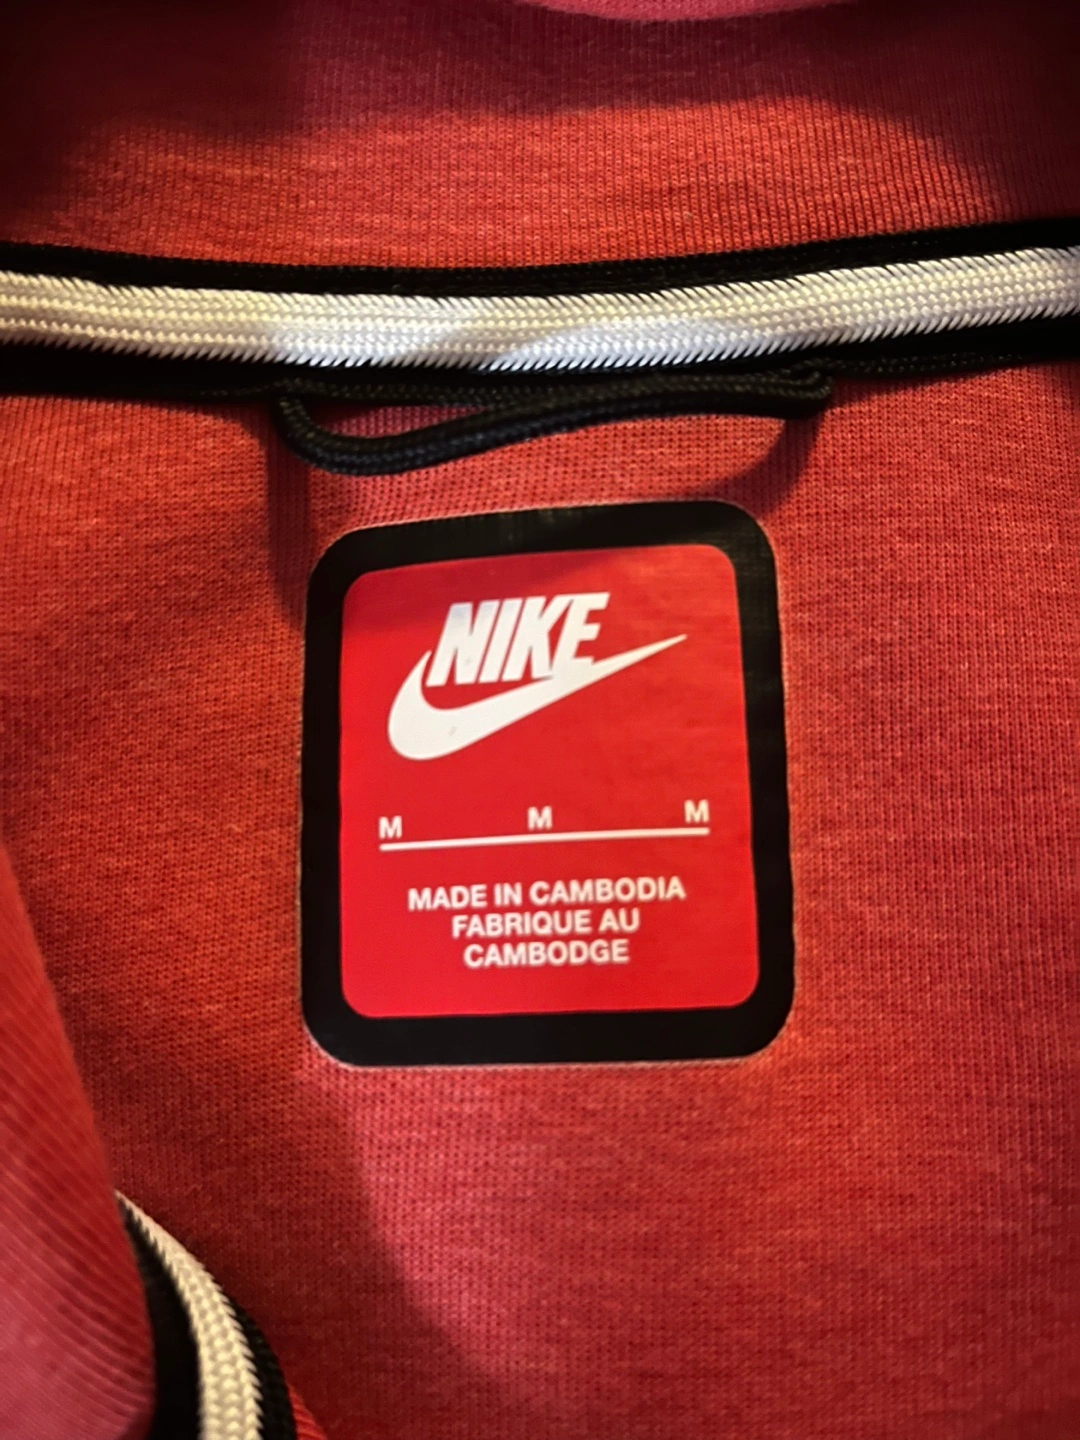 NIKE
M M M
MADE IN CAMBODIA
FABRIQUE AU
CAMBODGE